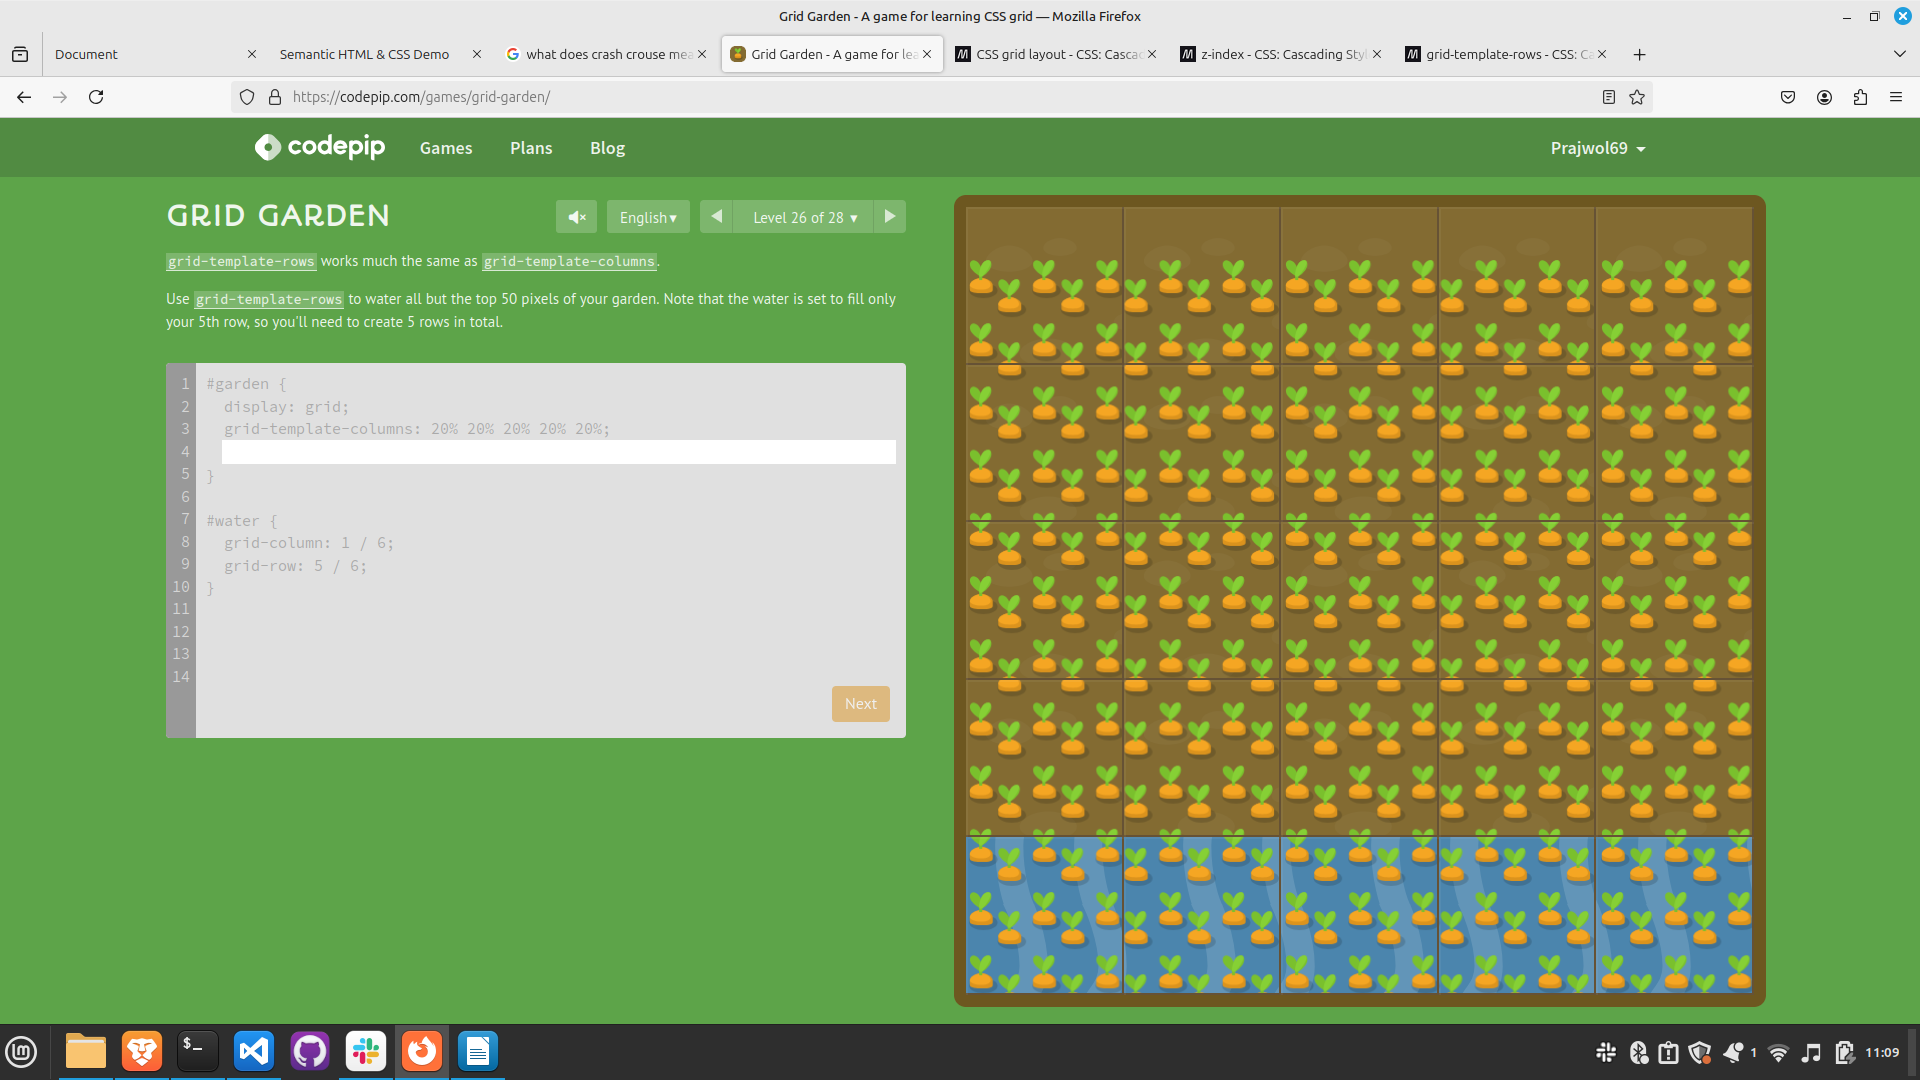 Grid Garden - A game for learning CSS grid — Mozilla Firefox
Document
Semantic HTML & CSS Demo
what does crash crouse mea
Grid Garden - A game for lea
CSS grid layout - CSS: Cascad
z-index - CSS: Cascading Styl
grid-template-rows - CSS: Ca
https://codepip.com/games/grid-garden/
codepip
Games
Plans
Blog
Prajwol69
GRID GARDEN
English
Level 26 of 28
grid-template-rows works much the same as grid-template-columns.
Use grid-template-rows to water all but the top 50 pixels of your garden. Note that the water is set to fill only
your 5th row, so you'll need to create 5 rows in total.
1 #garden {
2 display: grid;
3 grid-template-columns: 20% 20% 20% 20% 20%;
4
5 }
6
7 #water {
8 grid-column: 1 / 6;
9 grid-row: 5 / 6;
10 }
11
12
13
14
Next
$_
lm
1
11:09